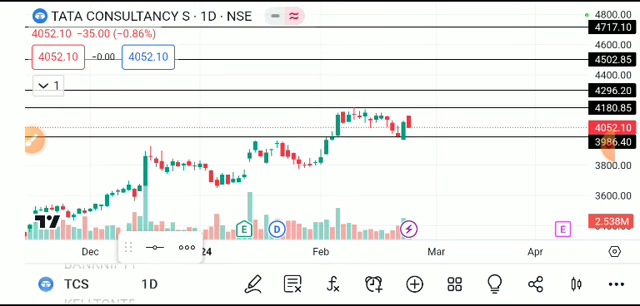 TATA CONSULTANCY S · 1D · NSE
4052.10 −35.00 (−0.86%)
4052.10 −0.00 4052.10
1
4800.00
4717.10
4600.00
4502.85
4400.00
4296.20
4180.85
4052.10
3986.40
3800.00
3600.00
2.538M
E D E
Dec 24 Feb Mar Apr
TCS 1D
KELLTONTE